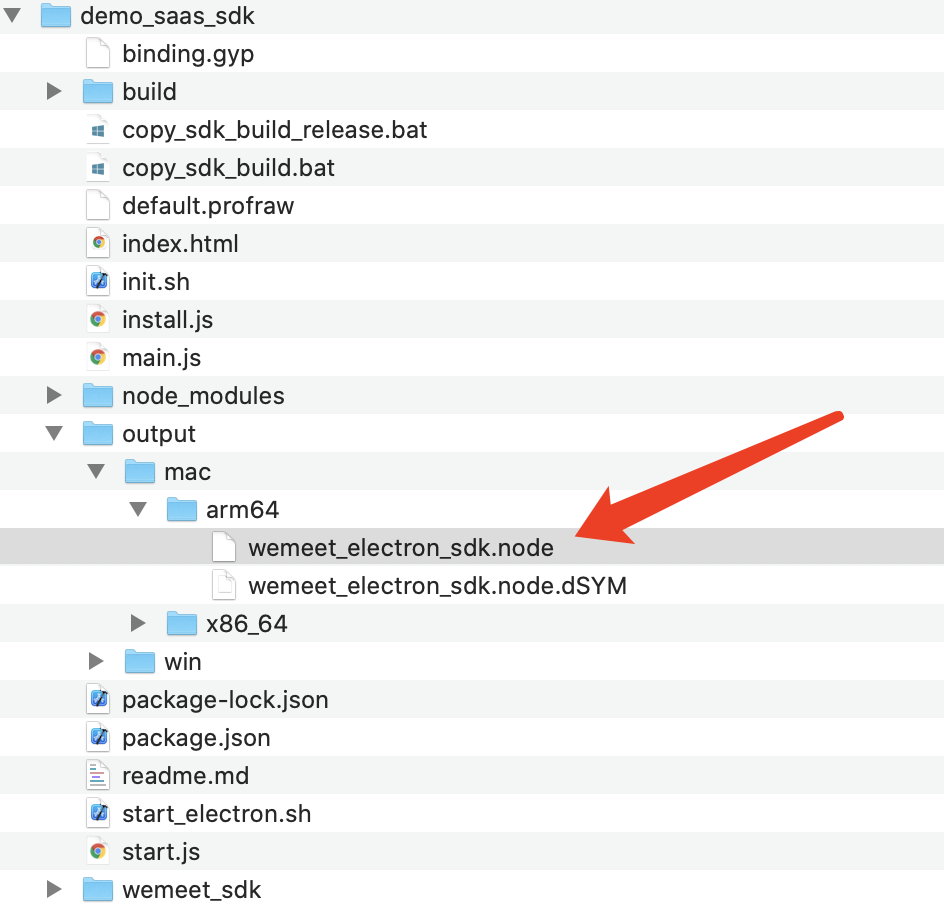 demo_saas_sdk
binding.gyp
build
copy_sdk_build_release.bat
copy_sdk_build.bat
default.profraw
index.html
init.sh
install.js
main.js
node_modules
output
mac
arm64
wemeet_electron_sdk.node
wemeet_electron_sdk.node.dSYM
x86_64
win
package-lock.json
package.json
readme.md
start_electron.sh
start.js
wemeet_sdk